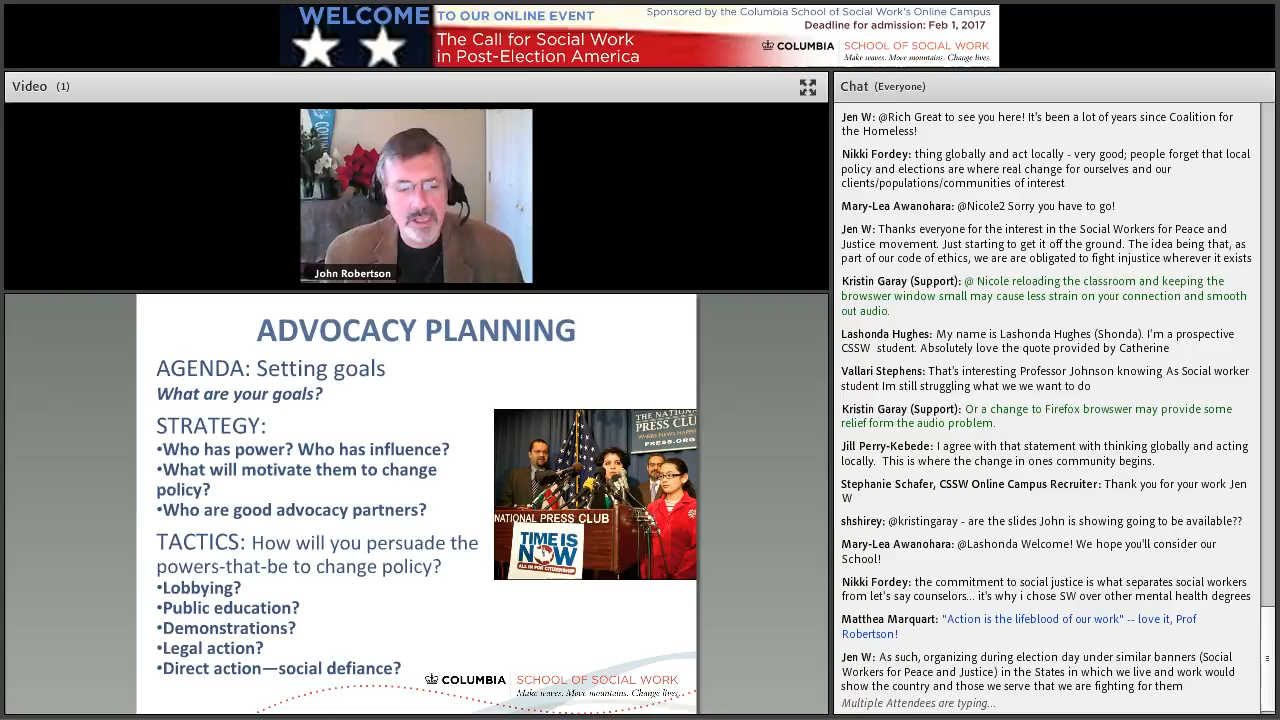 WELCOME TO OUR ONLINE EVENT
The Call for Social Work
in Post-Election America
Sponsored by the Columbia School of Social Work's Online Campus
Deadline for admission: Feb 1, 2017
COLUMBIA SCHOOL OF SOCIAL WORK
Make waves. Move mountains. Change lives.
Video (1)
John Robertson
ADVOCACY PLANNING
AGENDA: Setting goals
What are your goals?
STRATEGY:
•Who has power? Who has influence?
•What will motivate them to change
policy?
•Who are good advocacy partners?
TACTICS: How will you persuade the
powers-that-be to change policy?
•Lobbying?
•Public education?
•Demonstrations?
•Legal action?
•Direct action—social defiance?
THE NATIONAL
PRESS CLUB
WHERE NEWS HAPPENS
PRESS.ORG
NATIONAL PRESS CLUB
TIME IS
NOW
ALL IN FOR CITIZENSHIP
COLUMBIA SCHOOL OF SOCIAL WORK
Make waves. Move mountains. Change lives.
Chat (Everyone)
Jen W: @Rich Great to see you here! It's been a lot of years since Coalition for
the Homeless!
Nikki Fordey: thing globally and act locally - very good; people forget that local
policy and elections are where real change for ourselves and our
clients/populations/communities of interest
Mary-Lea Awanohara: @Nicole2 Sorry you have to go!
Jen W: Thanks everyone for the interest in the Social Workers for Peace and
Justice movement. Just starting to get it off the ground. The idea being that, as
part of our code of ethics, we are are obligated to fight injustice wherever it exists
Kristin Garay (Support): @ Nicole reloading the classroom and keeping the
browswer window small may cause less strain on your connection and smooth
out audio.
Lashonda Hughes: My name is Lashonda Hughes (Shonda). I'm prospective
CSSW student. Absolutely love the quote provided by Catherine
Vallari Stephens: That's interesting Professor Johnson knowing As Social worker
student Im still struggling what we we want to do
Kristin Garay (Support): Or a change to Firefox browswer may provide some
relief form the audio problem.
Jill Perry-Kebede: I agree with that statement with thinking globally and acting
locally. This is where the change in ones community begins.
Stephanie Schafer, CSSW Online Campus Recruiter: Thank you for your work Jen
W
shshirey: @kristingaray - are the slides John is showing going to be available??
Mary-Lea Awanohara: @Lashonda Welcome! We hope you'll consider our
School!
Nikki Fordey: the commitment to social justice is what separates social workers
from let's say counselors... it's why i chose SW over other mental health degrees
Matthea Marquart: "Action is the lifeblood of our work" -- love it, Prof
Robertson!
Jen W: As such, organizing during election day under similar banners (Social
Workers for Peace and Justice) in the States in which we live and work would
show the country and those we serve that we are fighting for them
Multiple Attendees are typing...